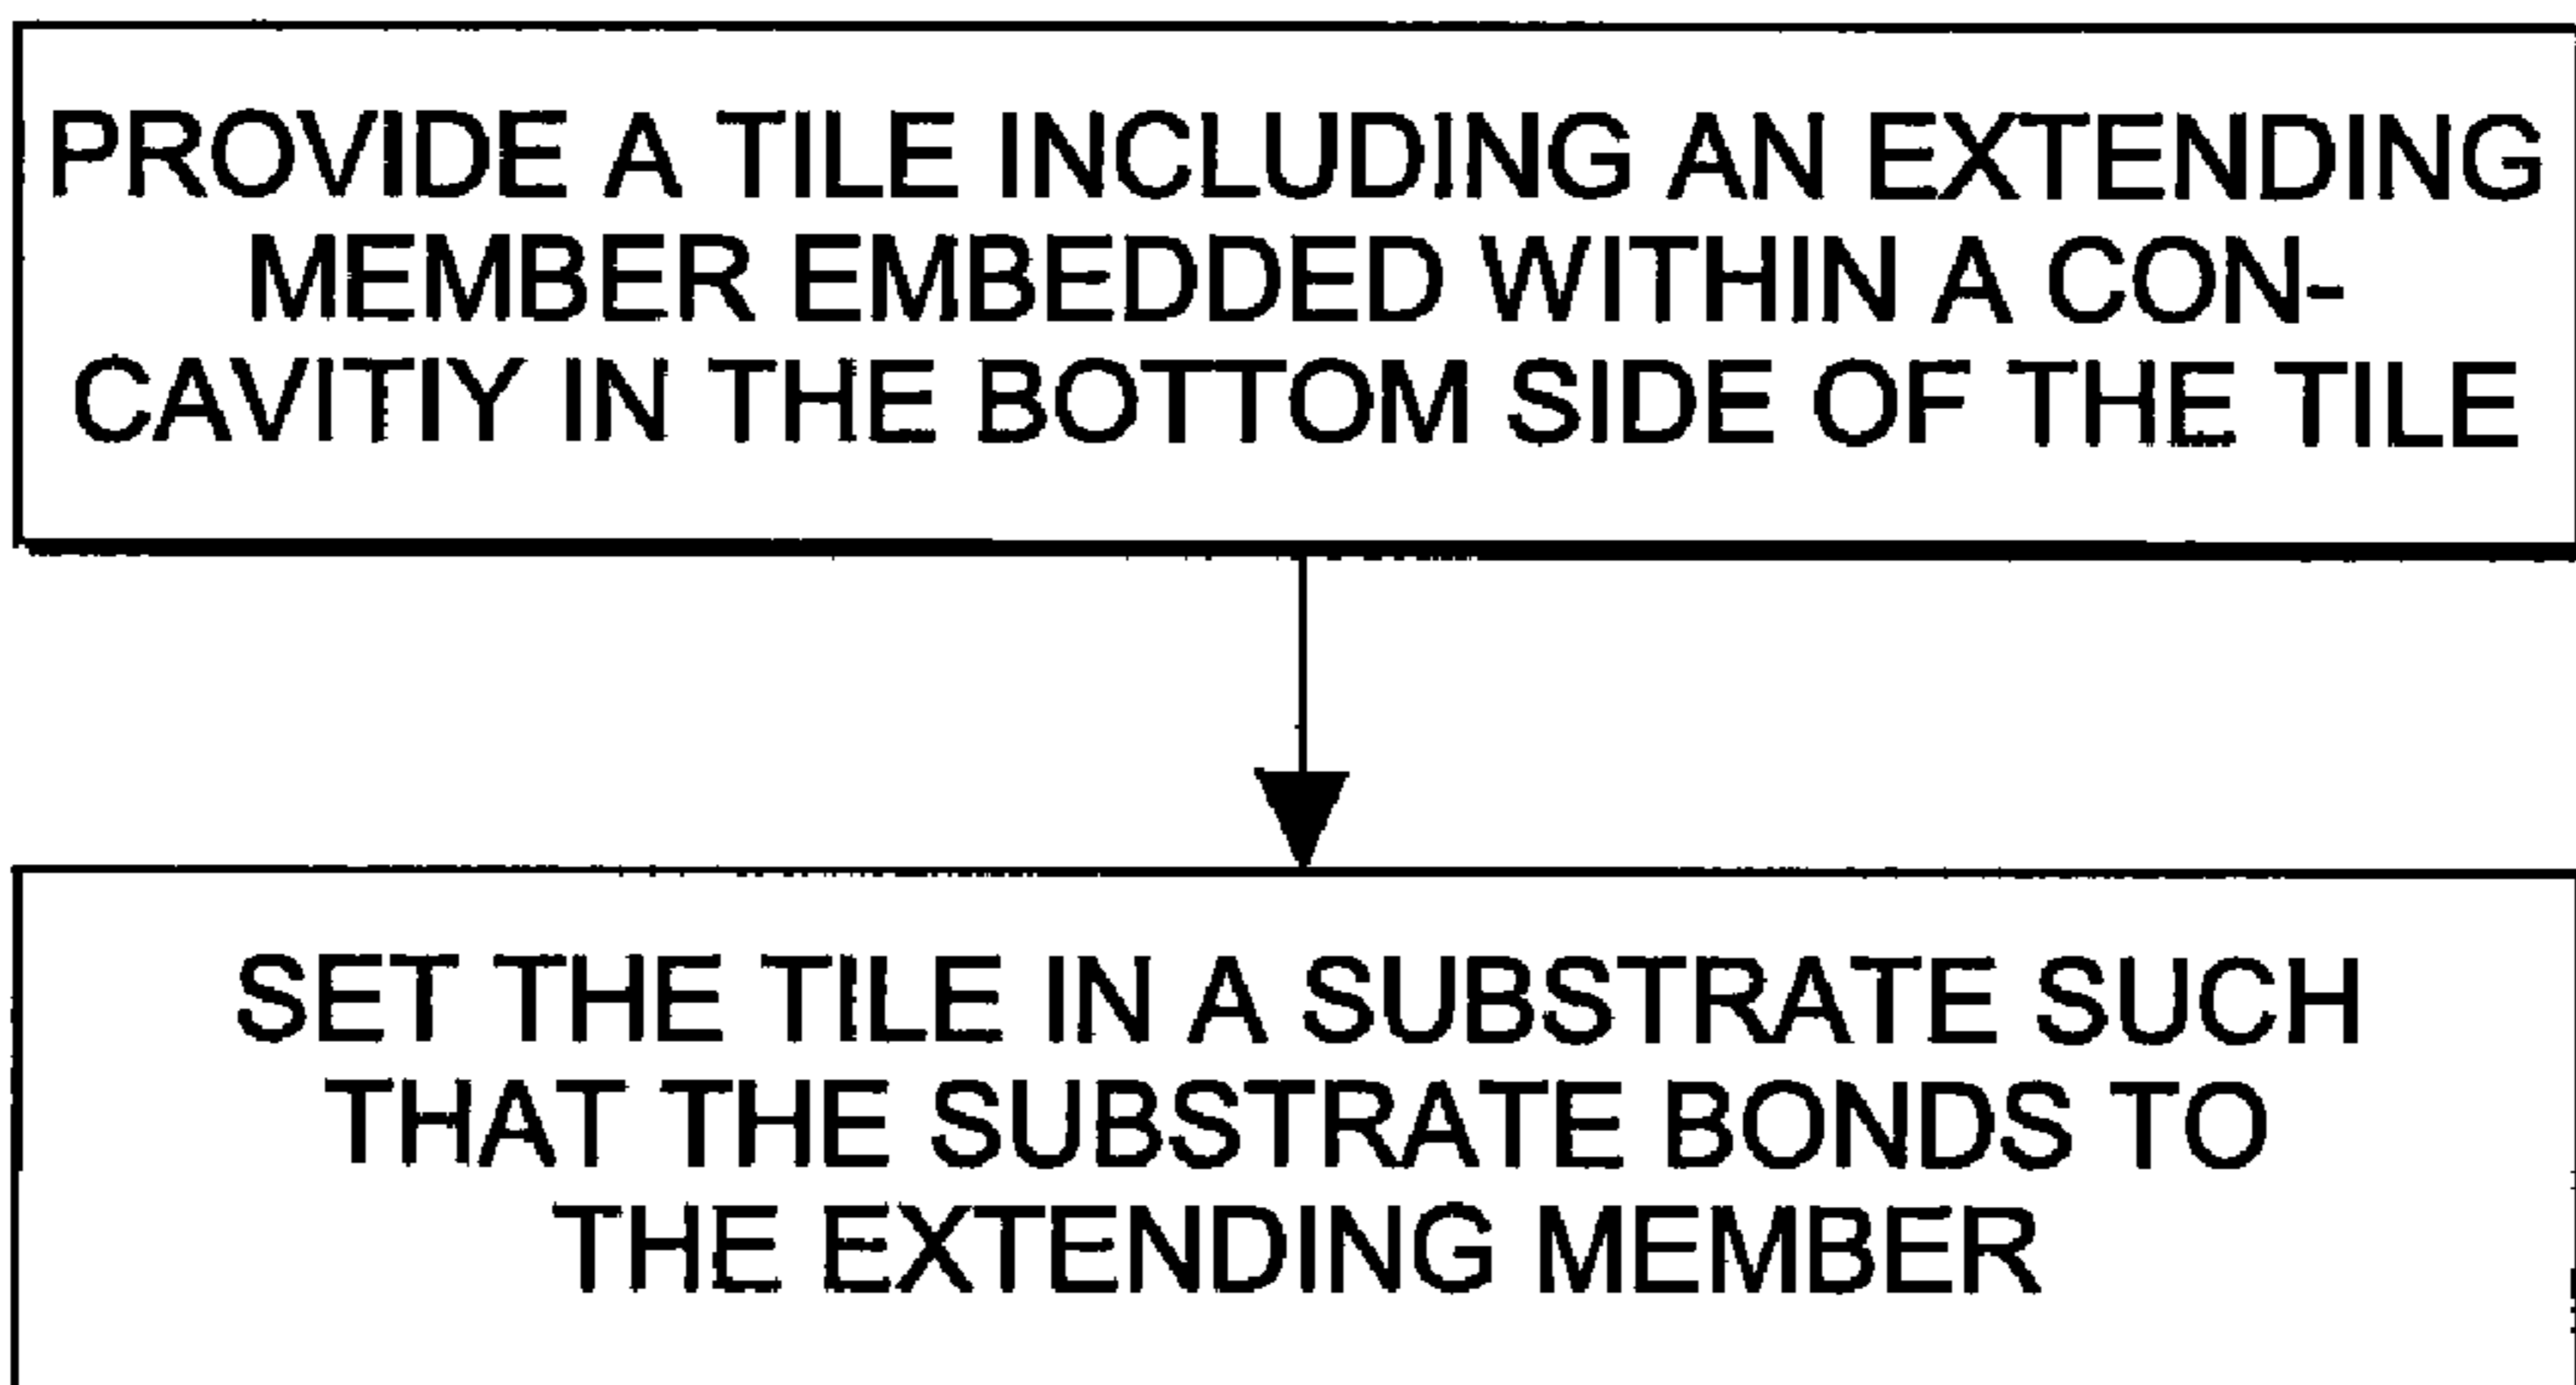 PROVIDE A TILE INCLUDING AN EXTENDING
MEMBER EMBEDDED WITHIN A CON-
CAVITIY IN THE BOTTOM SIDE OF THE TILE
SET THE TILE IN A SUBSTRATE SUCH
THAT THE SUBSTRATE BONDS TO
THE EXTENDING MEMBER